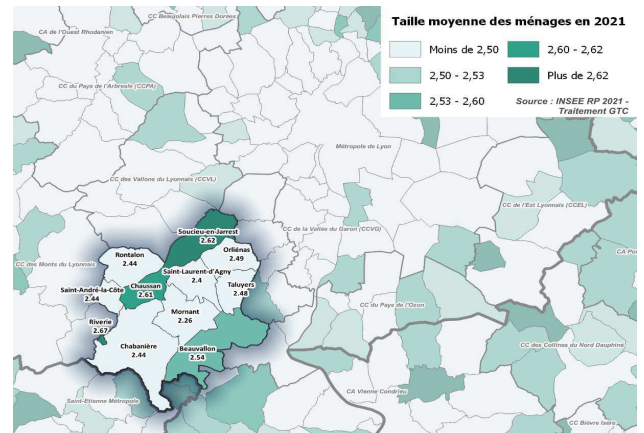 CC Beaujolais Pierres Dorées
CA de l'Ouest Rhodanien
Taille moyenne des ménages en 2021
Moins de 2,50
2,60 - 2,62
2,50 - 2,53
Plus de 2,62
2,53 - 2,60
Source : INSEE RP 2021 -
Traitement GTC
CC du Pays de l'Arbresle (CCPA)
Métropole de Lyon
CC des Vallons du Lyonnais (CCVL)
CC de l'Est Lyonnais (CCEL)
CC de la Vallée du Garon (CCVG)
Soucieu-en-Jarrest
2.62
Orliénas
2.49
Rontalon
2.44
CC des Monts du Lyonnais
Saint-Laurent-d'Agny
2.4
Chaussan
2.61
Taluyers
2.48
Saint-André-la-Côte
2.44
CC du Pays de l'Ozon
Mornant
2.26
Riverie
2.67
Chabanière
2.44
Beauvallon
2.54
CC des Collines du Nord Dauphiné
CA Vienne Condrieu
Saint-Etienne Métropole
CC Bièvre Isère